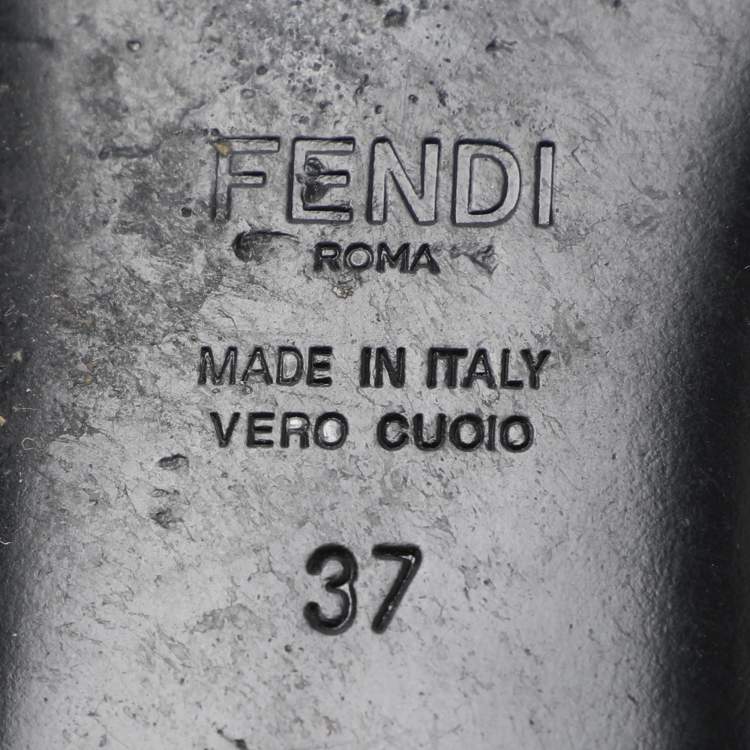 FENDI
ROMA
MADE IN ITALY
VERO CUOIO
37